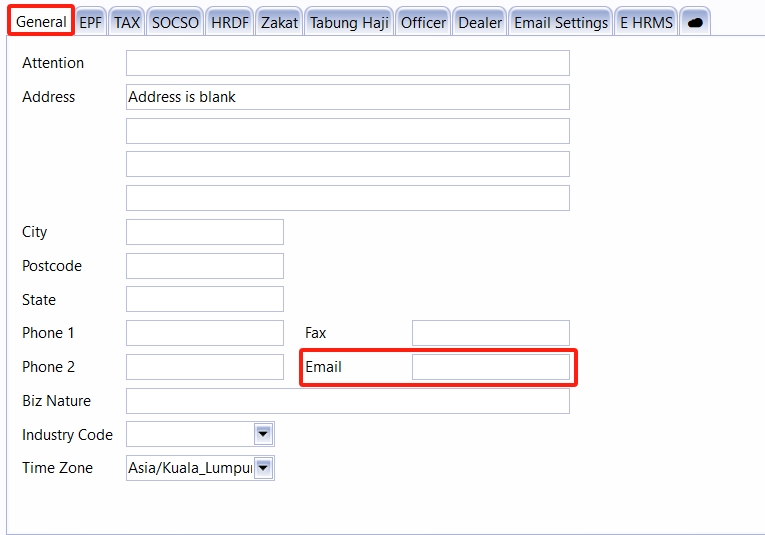 General EPF TAX SOCSO HRDF Zakat Tabung Haji Officer Dealer Email Settings E HRMS
Attention
Address Address is blank
City
Postcode
State
Phone 1 Fax
Phone 2 Email
Biz Nature
Industry Code
Time Zone Asia/Kuala_Lumpu